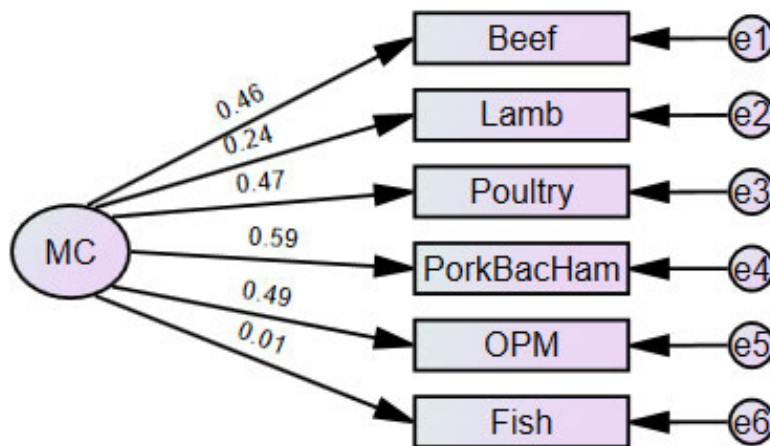 Beef
e1
0.46
Lamb
e2
0.24
Poultry
e3
0.47
MC
0.59
PorkBacHam
e4
0.49
OPM
e5
0.01
Fish
e6